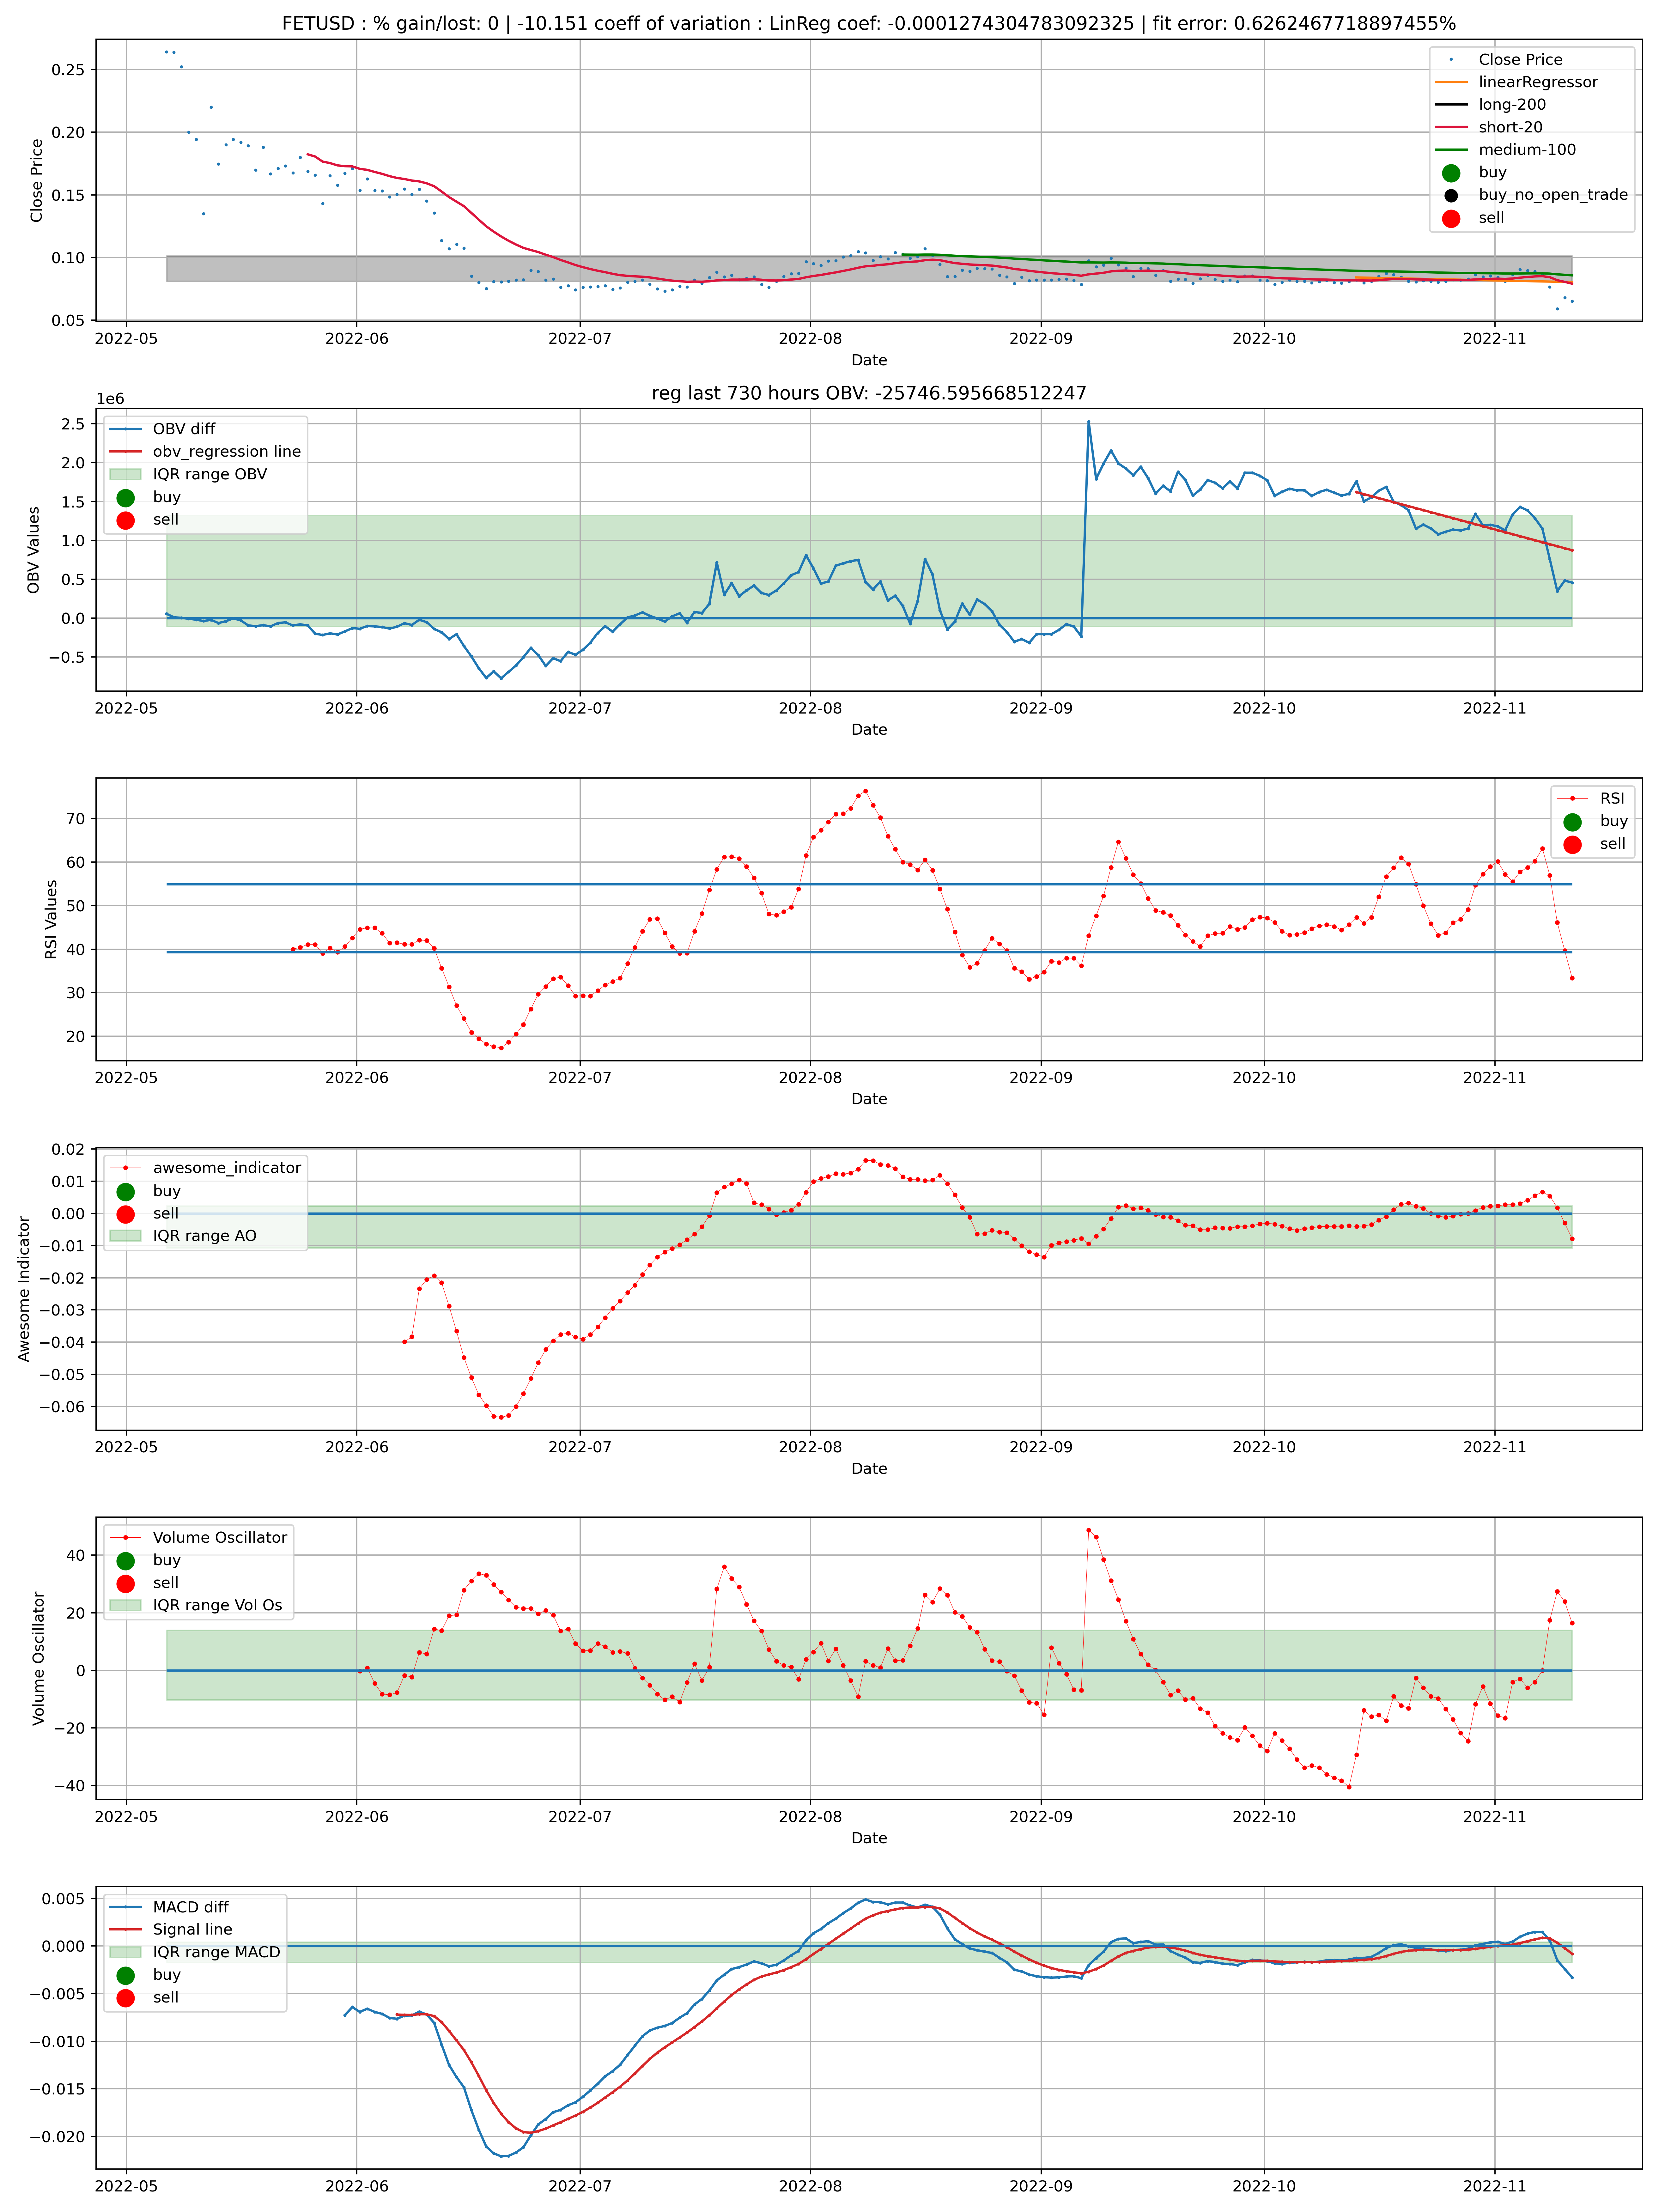 FETUSD : % gain/lost: 0 | -10.151 coeff of variation : LinReg coef: -0.0001274304783092325 | fit error: 0.6262467718897455%
Close Price
0.25
0.20
0.15
0.10
0.05
Close Price
linearRegressor
long-200
short-20
medium-100
buy
buy_no_open_trade
sell
2022-05 2022-06 2022-07 2022-08 2022-09 2022-10 2022-11
Date
reg last 730 hours OBV: -25746.595668512247
1e6
OBV Values
2.5
2.0
1.5
1.0
0.5
0.0
−0.5
OBV diff
obv_regression line
IQR range OBV
buy
sell
2022-05 2022-06 2022-07 2022-08 2022-09 2022-10 2022-11
Date
RSI Values
70
60
50
40
30
20
RSI
buy
sell
2022-05 2022-06 2022-07 2022-08 2022-09 2022-10 2022-11
Date
Awesome Indicator
0.02
0.01
0.00
−0.01
−0.02
−0.03
−0.04
−0.05
−0.06
awesome_indicator
buy
sell
IQR range AO
2022-05 2022-06 2022-07 2022-08 2022-09 2022-10 2022-11
Date
Volume Oscillator
40
20
0
−20
−40
Volume Oscillator
buy
sell
IQR range Vol Os
2022-05 2022-06 2022-07 2022-08 2022-09 2022-10 2022-11
Date
0.005
0.000
−0.005
−0.010
−0.015
−0.020
MACD diff
Signal line
IQR range MACD
buy
sell
2022-05 2022-06 2022-07 2022-08 2022-09 2022-10 2022-11